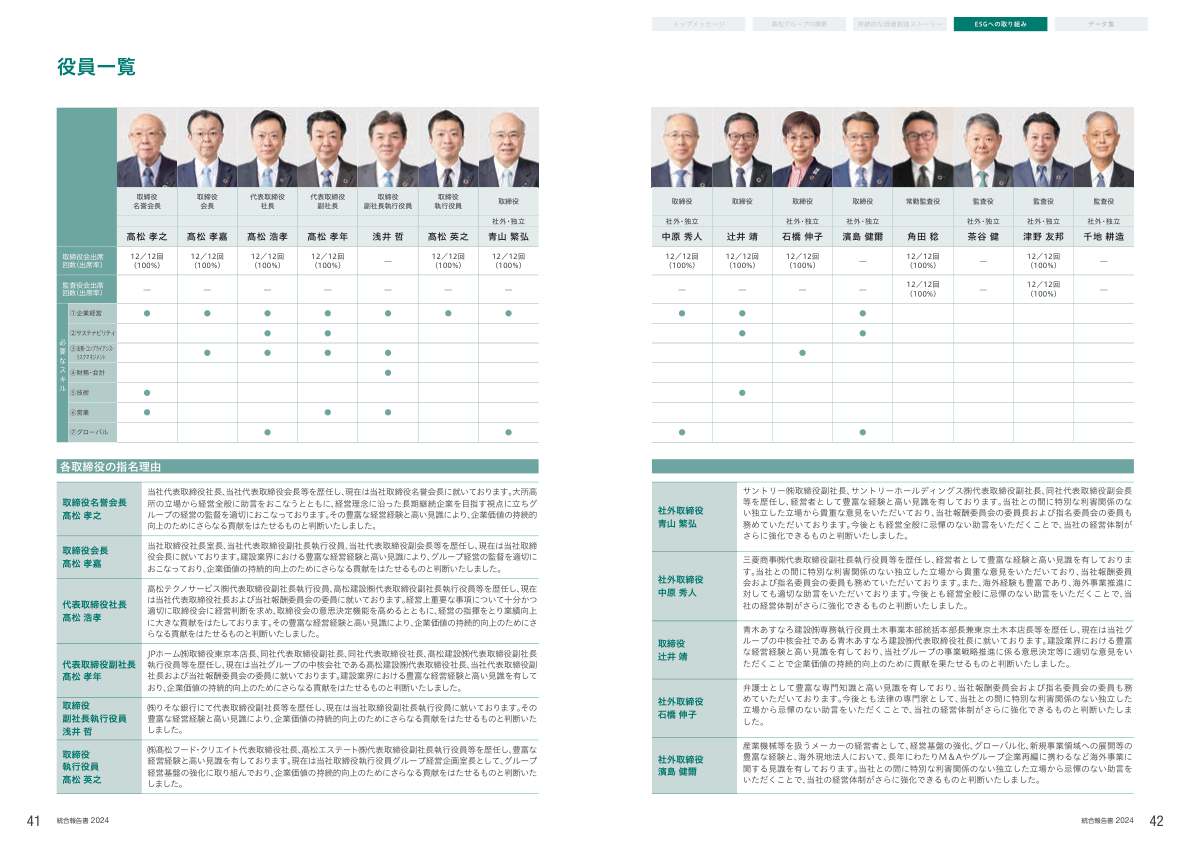 トップメッセージ
高松グループの概要
持続的な価値創造ストーリー
ESGへの取り組み
データ集
役員一覧
取締役
名誉会長
取締役
会長
代表取締役
社長
代表取締役
副社長
取締役
副社長執行役員
取締役
執行役員
取締役
社外・独立
髙松 孝之
髙松 孝嘉
髙松 浩孝
髙松 孝年
浅井 哲
髙松 英之
青山 繁弘
取締役会出席
回数（出席率）
12／12回
（100％）
12／12回
（100％）
12／12回
（100％）
12／12回
（100％）
―
12／12回
（100％）
12／12回
（100％）
監査役会出席
回数（出席率）
― ― ― ― ― ― ―
必要なスキル
①企業経営 ● ● ● ● ● ● ●
②サステナビリティ ● ●
③法務・コンプライアンス・
リスクマネジメント ● ● ● ●
④財務・会計 ●
⑤技術 ●
⑥営業 ● ● ●
⑦グローバル ● ●
取締役 取締役 取締役 取締役 常勤監査役 監査役 監査役 監査役
社外・独立 社外・独立 社外・独立 社外・独立 社外・独立 社外・独立
中原 秀人 辻井 靖 石橋 伸子 濱島 健爾 角田 稔 茶谷 健 津野 友邦 千地 耕造
12／12回
（100％）
12／12回
（100％）
12／12回
（100％）
―
12／12回
（100％）
―
12／12回
（100％）
―
― ― ― ―
12／12回
（100％）
―
12／12回
（100％）
―
● ● ●
● ●
●
●
● ●
各取締役の指名理由
取締役名誉会長
髙松 孝之
当社代表取締役社長、当社代表取締役会長等を歴任し、現在は当社取締役名誉会長に就いております。大所高
所の立場から経営全般に助言をおこなうとともに、経営理念に沿った長期継続企業を目指す視点に立ちグ
ループの経営の監督を適切におこなっております。その豊富な経営経験と高い見識により、企業価値の持続的
向上のためにさらなる貢献をはたせるものと判断いたしました。
取締役会長
髙松 孝嘉
当社取締役社長室長、当社代表取締役副社長執行役員、当社代表取締役副会長等を歴任し、現在は当社取締
役会長に就いております。建設業界における豊富な経営経験と高い見識により、グループ経営の監督を適切に
おこなっており、企業価値の持続的向上のためにさらなる貢献をはたせるものと判断いたしました。
代表取締役社長
髙松 浩孝
髙松テクノサービス㈱代表取締役副社長執行役員、髙松建設㈱代表取締役副社長執行役員等を歴任し、現在
は当社代表取締役社長および当社報酬委員会の委員に就いております。経営上重要な事項について十分かつ
適切に取締役会に経営判断を求め、取締役会の意思決定機能を高めるとともに、経営の指揮をとり業績向上
に大きな貢献をはたしております。その豊富な経営経験と高い見識により、企業価値の持続的向上のためにさ
らなる貢献をはたせるものと判断いたしました。
代表取締役副社長
髙松 孝年
JPホーム㈱取締役東京本店長、同社代表取締役副社長、同社代表取締役社長、髙松建設㈱代表取締役副社長
執行役員等を歴任し、現在は当社グループの中核会社である髙松建設㈱代表取締役社長、当社代表取締役副
社長および当社報酬委員会の委員に就いております。建設業界における豊富な経営経験と高い見識を有して
おり、企業価値の持続的向上のためにさらなる貢献をはたせるものと判断いたしました。
取締役
副社長執行役員
浅井 哲
㈱りそな銀行にて代表取締役副社長等を歴任し、現在は当社取締役副社長執行役員に就いております。その
豊富な経営経験と高い見識により、企業価値の持続的向上のためにさらなる貢献をはたせるものと判断いた
しました。
取締役
執行役員
髙松 英之
㈱髙松フード・クリエイト代表取締役社長、髙松エステート㈱代表取締役副社長執行役員等を歴任し、豊富な
経営経験と高い見識を有しております。現在は当社取締役執行役員グループ経営企画室長として、グループ
経営基盤の強化に取り組んでおり、企業価値の持続的向上のためにさらなる貢献をはたせるものと判断いた
しました。
社外取締役
青山 繁弘
サントリー㈱取締役副社長、サントリーホールディングス㈱代表取締役副社長、同社代表取締役副会長
等を歴任し、経営者として豊富な経験と高い見識を有しております。当社との間に特別な利害関係のな
い独立した立場から貴重な意見をいただいており、当社報酬委員会の委員長および指名委員会の委員も
務めていただいております。今後とも経営全般に忌憚のない助言をいただくことで、当社の経営体制が
さらに強化できるものと判断いたしました。
社外取締役
中原 秀人
三菱商事㈱代表取締役副社長執行役員等を歴任し、経営者として豊富な経験と高い見識を有しておりま
す。当社との間に特別な利害関係のない独立した立場から貴重な意見をいただいており、当社報酬委員
会および指名委員会の委員も務めていただいております。また、海外経験も豊富であり、海外事業推進に
対しても適切な助言をいただいております。今後とも経営全般に忌憚のない助言をいただくことで、当
社の経営体制がさらに強化できるものと判断いたしました。
取締役
辻井 靖
青木あすなろ建設㈱専務執行役員土木事業本部統括本部長兼東京土木本店長等を歴任し、現在は当社グ
ループの中核会社である青木あすなろ建設㈱代表取締役社長に就いております。建設業界における豊富
な経営経験と高い見識を有しており、当社グループの事業戦略推進に係る意思決定等に適切な意見をい
ただくことで企業価値の持続的向上のために貢献を果たせるものと判断いたしました。
社外取締役
石橋 伸子
弁護士として豊富な専門知識と高い見識を有しており、当社報酬委員会および指名委員会の委員も務
めていただいております。今後とも法律の専門家として、当社との間に特別な利害関係のない独立した
立場から忌憚のない助言をいただくことで、当社の経営体制がさらに強化できるものと判断いたしま
した。
社外取締役
濱島 健爾
産業機械等を扱うメーカーの経営者として、経営基盤の強化、グローバル化、新規事業領域への展開等の
豊富な経験と、海外現地法人において、長年にわたりM＆Aやグループ企業再編に携わるなど海外事業に
関する見識を有しております。当社との間に特別な利害関係のない独立した立場から忌憚のない助言を
いただくことで、当社の経営体制がさらに強化できるものと判断いたしました。
41 統合報告書 2024
統合報告書 2024 42